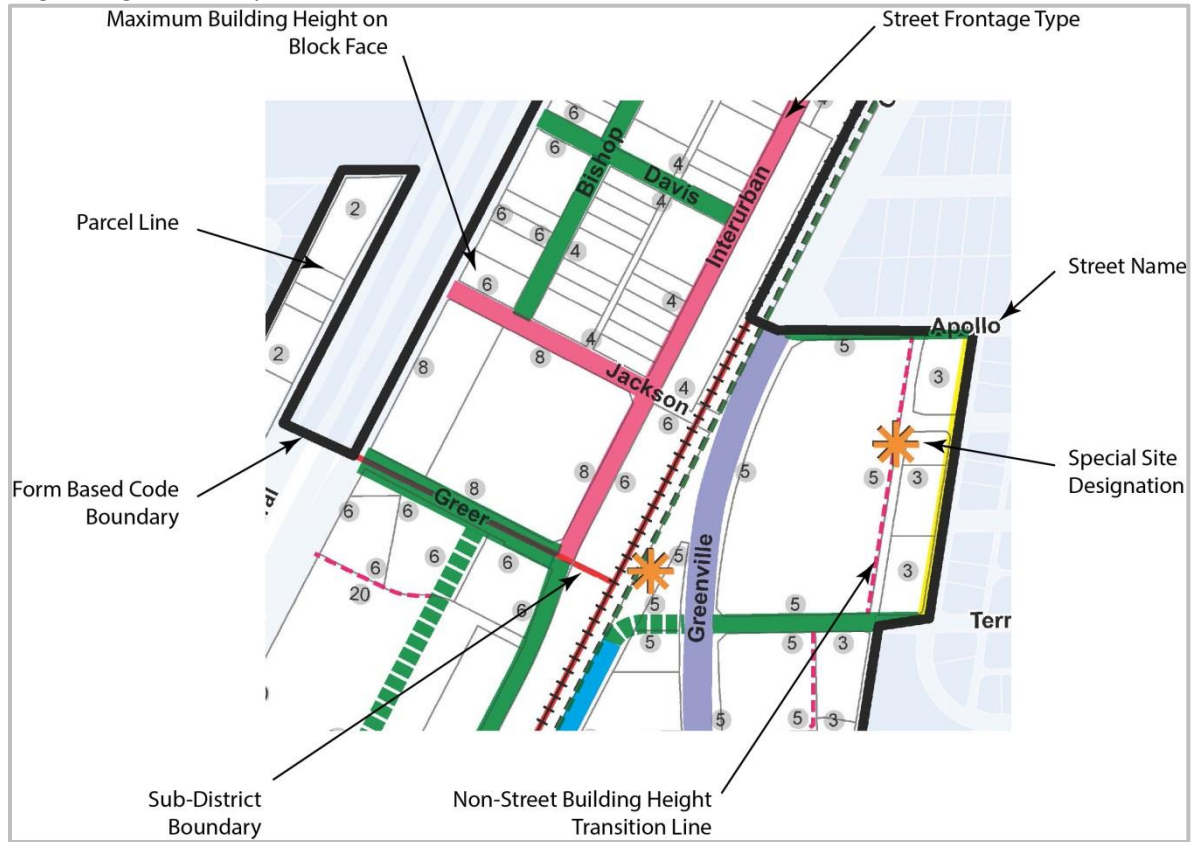 Maximum Building Height on
Block Face
Street Frontage Type
Parcel Line
Street Name
Form Based Code
Boundary
Special Site
Designation
Sub-District
Boundary
Non-Street Building Height
Transition Line
Bishop
Davis
Interurban
Jackson
Apollo
Greer
Greenville
Terr
6
4
6
4
2
4
6
6
4
6
4
2
8
4
8
4
6
5
3
5
5
3
8
8
6
6
6
6
6
5
3
6
20
6
5
5
5
5
3
5
5
3